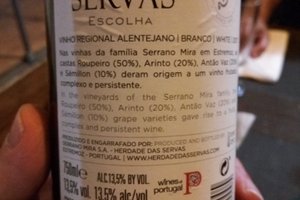 SERVAS
ESCOLHA
VINHO REGIONAL ALENTEJANO | BRANCO | WHITE
Nas vinhas da família Serrano Mira em Estremoz,
castas Roupeiro (50%), Arinto (20%), Antão Vaz
e Sémillon (10%) deram origem a um vinho
complexo e persistente.
In the vineyards of the Serrano Mira family
Roupeiro (50%), Arinto (20%), Antão Vaz (20%)
Sémillon (10%) grape varieties gave rise to
complex and persistent wine.
PRODUZIDO E ENGARRAFADO POR: PRODUCED AND BOTTLED BY
SERRANO MIRA S.A. - HERDADE DAS SERVAS
ESTREMOZ - PORTUGAL | WWW.HERDADEDASSERVAS
750ml ALC 13,5% BY VOL.
13,5% vol 13,5% alc/vol
wines of
portugal